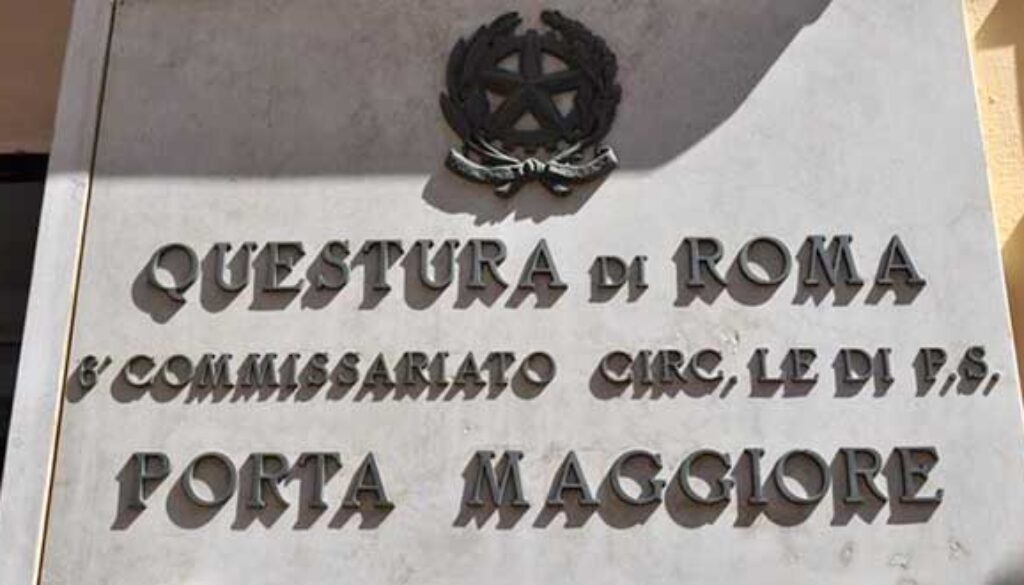 QUESTURA DI ROMA
6° COMMISSARIATO CIRC.LE DI P.S.
PORTA MAGGIORE